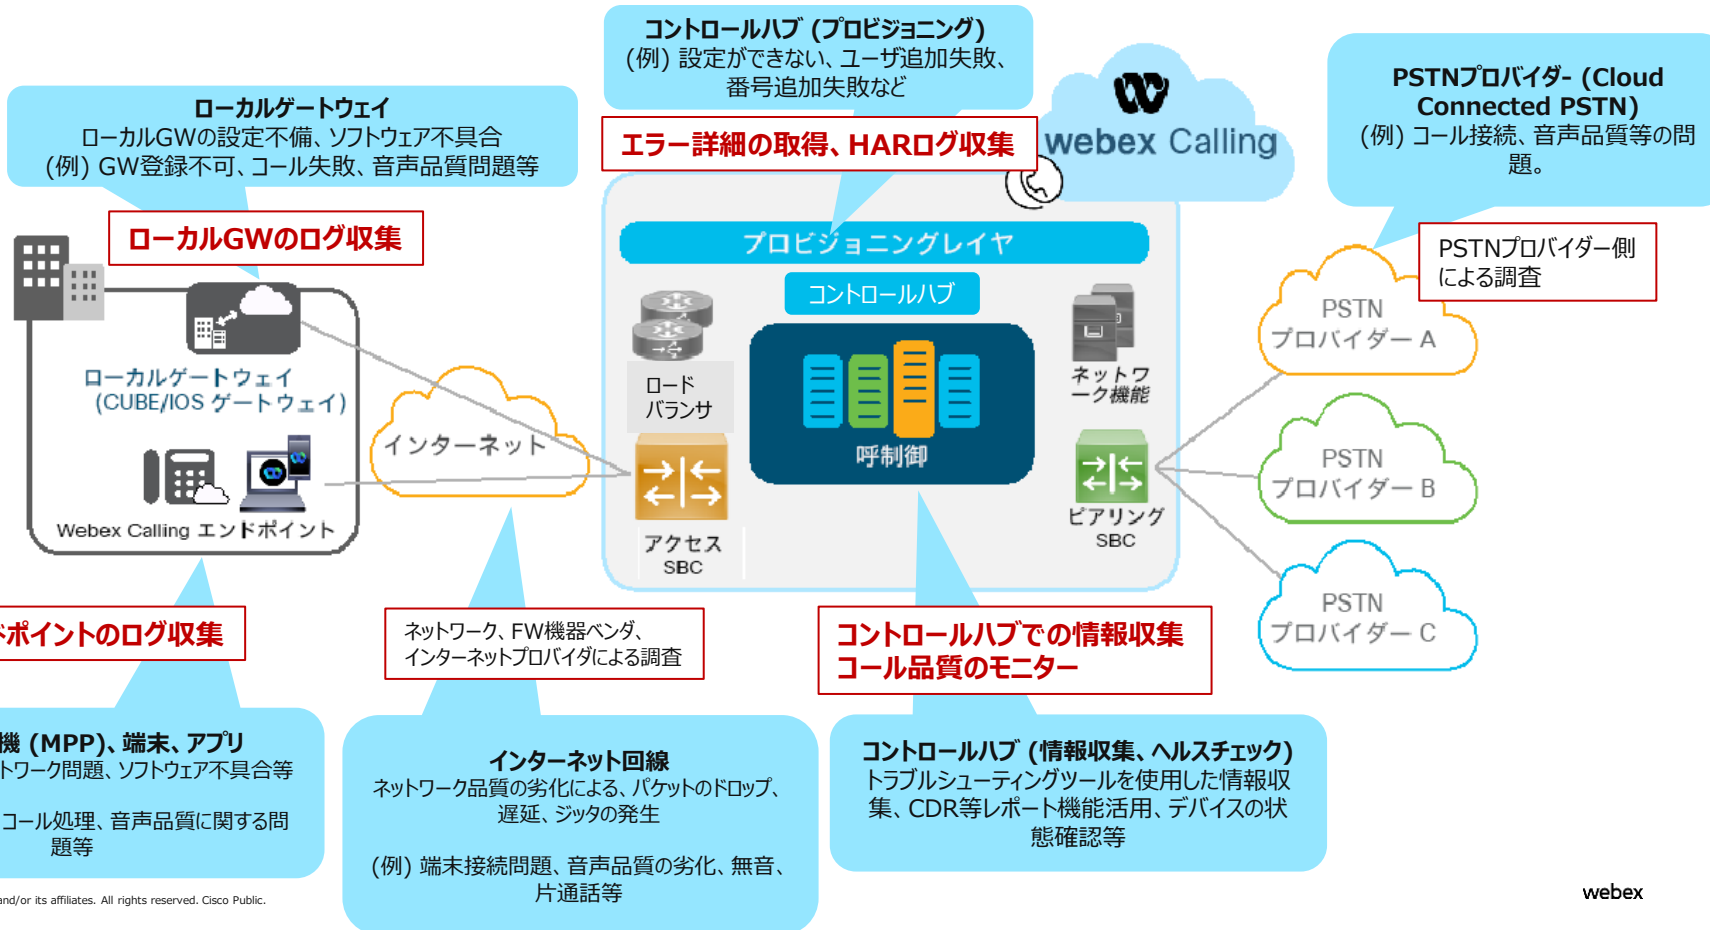 コントロールハブ (プロビジョニング)
(例) 設定ができない、ユーザ追加失敗、
番号追加失敗など
エラー詳細の取得、HARログ収集
webex Calling
PSTNプロバイダ- (Cloud
Connected PSTN)
(例) コール接続、音声品質等の問
題。
PSTNプロバイダー側
による調査
ローカルゲートウェイ
ローカルGWの設定不備、ソフトウェア不具合
(例) GW登録不可、コール失敗、音声品質問題等
ローカルGWのログ収集
ローカルゲートウェイ
(CUBE/IOS ゲートウェイ)
Webex Calling エンドポイント
インターネット
プロビジョニングレイヤ
コントロールハブ
ロード
バランサ
呼制御
ネットワ
ーク機能
アクセス
SBC
ピアリング
SBC
PSTN
プロバイダー A
PSTN
プロバイダー B
PSTN
プロバイダー C
ドポイントのログ収集
機 (MPP)、端末、アプリ
トワーク問題、ソフトウェア不具合等
コール処理、音声品質に関する問
題等
ネットワーク、FW機器ベンダ、
インターネットプロバイダによる調査
インターネット回線
ネットワーク品質の劣化による、パケットのドロップ、
遅延、ジッタの発生
(例) 端末接続問題、音声品質の劣化、無音、
片通話等
コントロールハブでの情報収集
コール品質のモニター
コントロールハブ (情報収集、ヘルスチェック)
トラブルシューティングツールを使用した情報収
集、CDR等レポート機能活用、デバイスの状
態確認等
and/or its affiliates. All rights reserved. Cisco Public.
webex